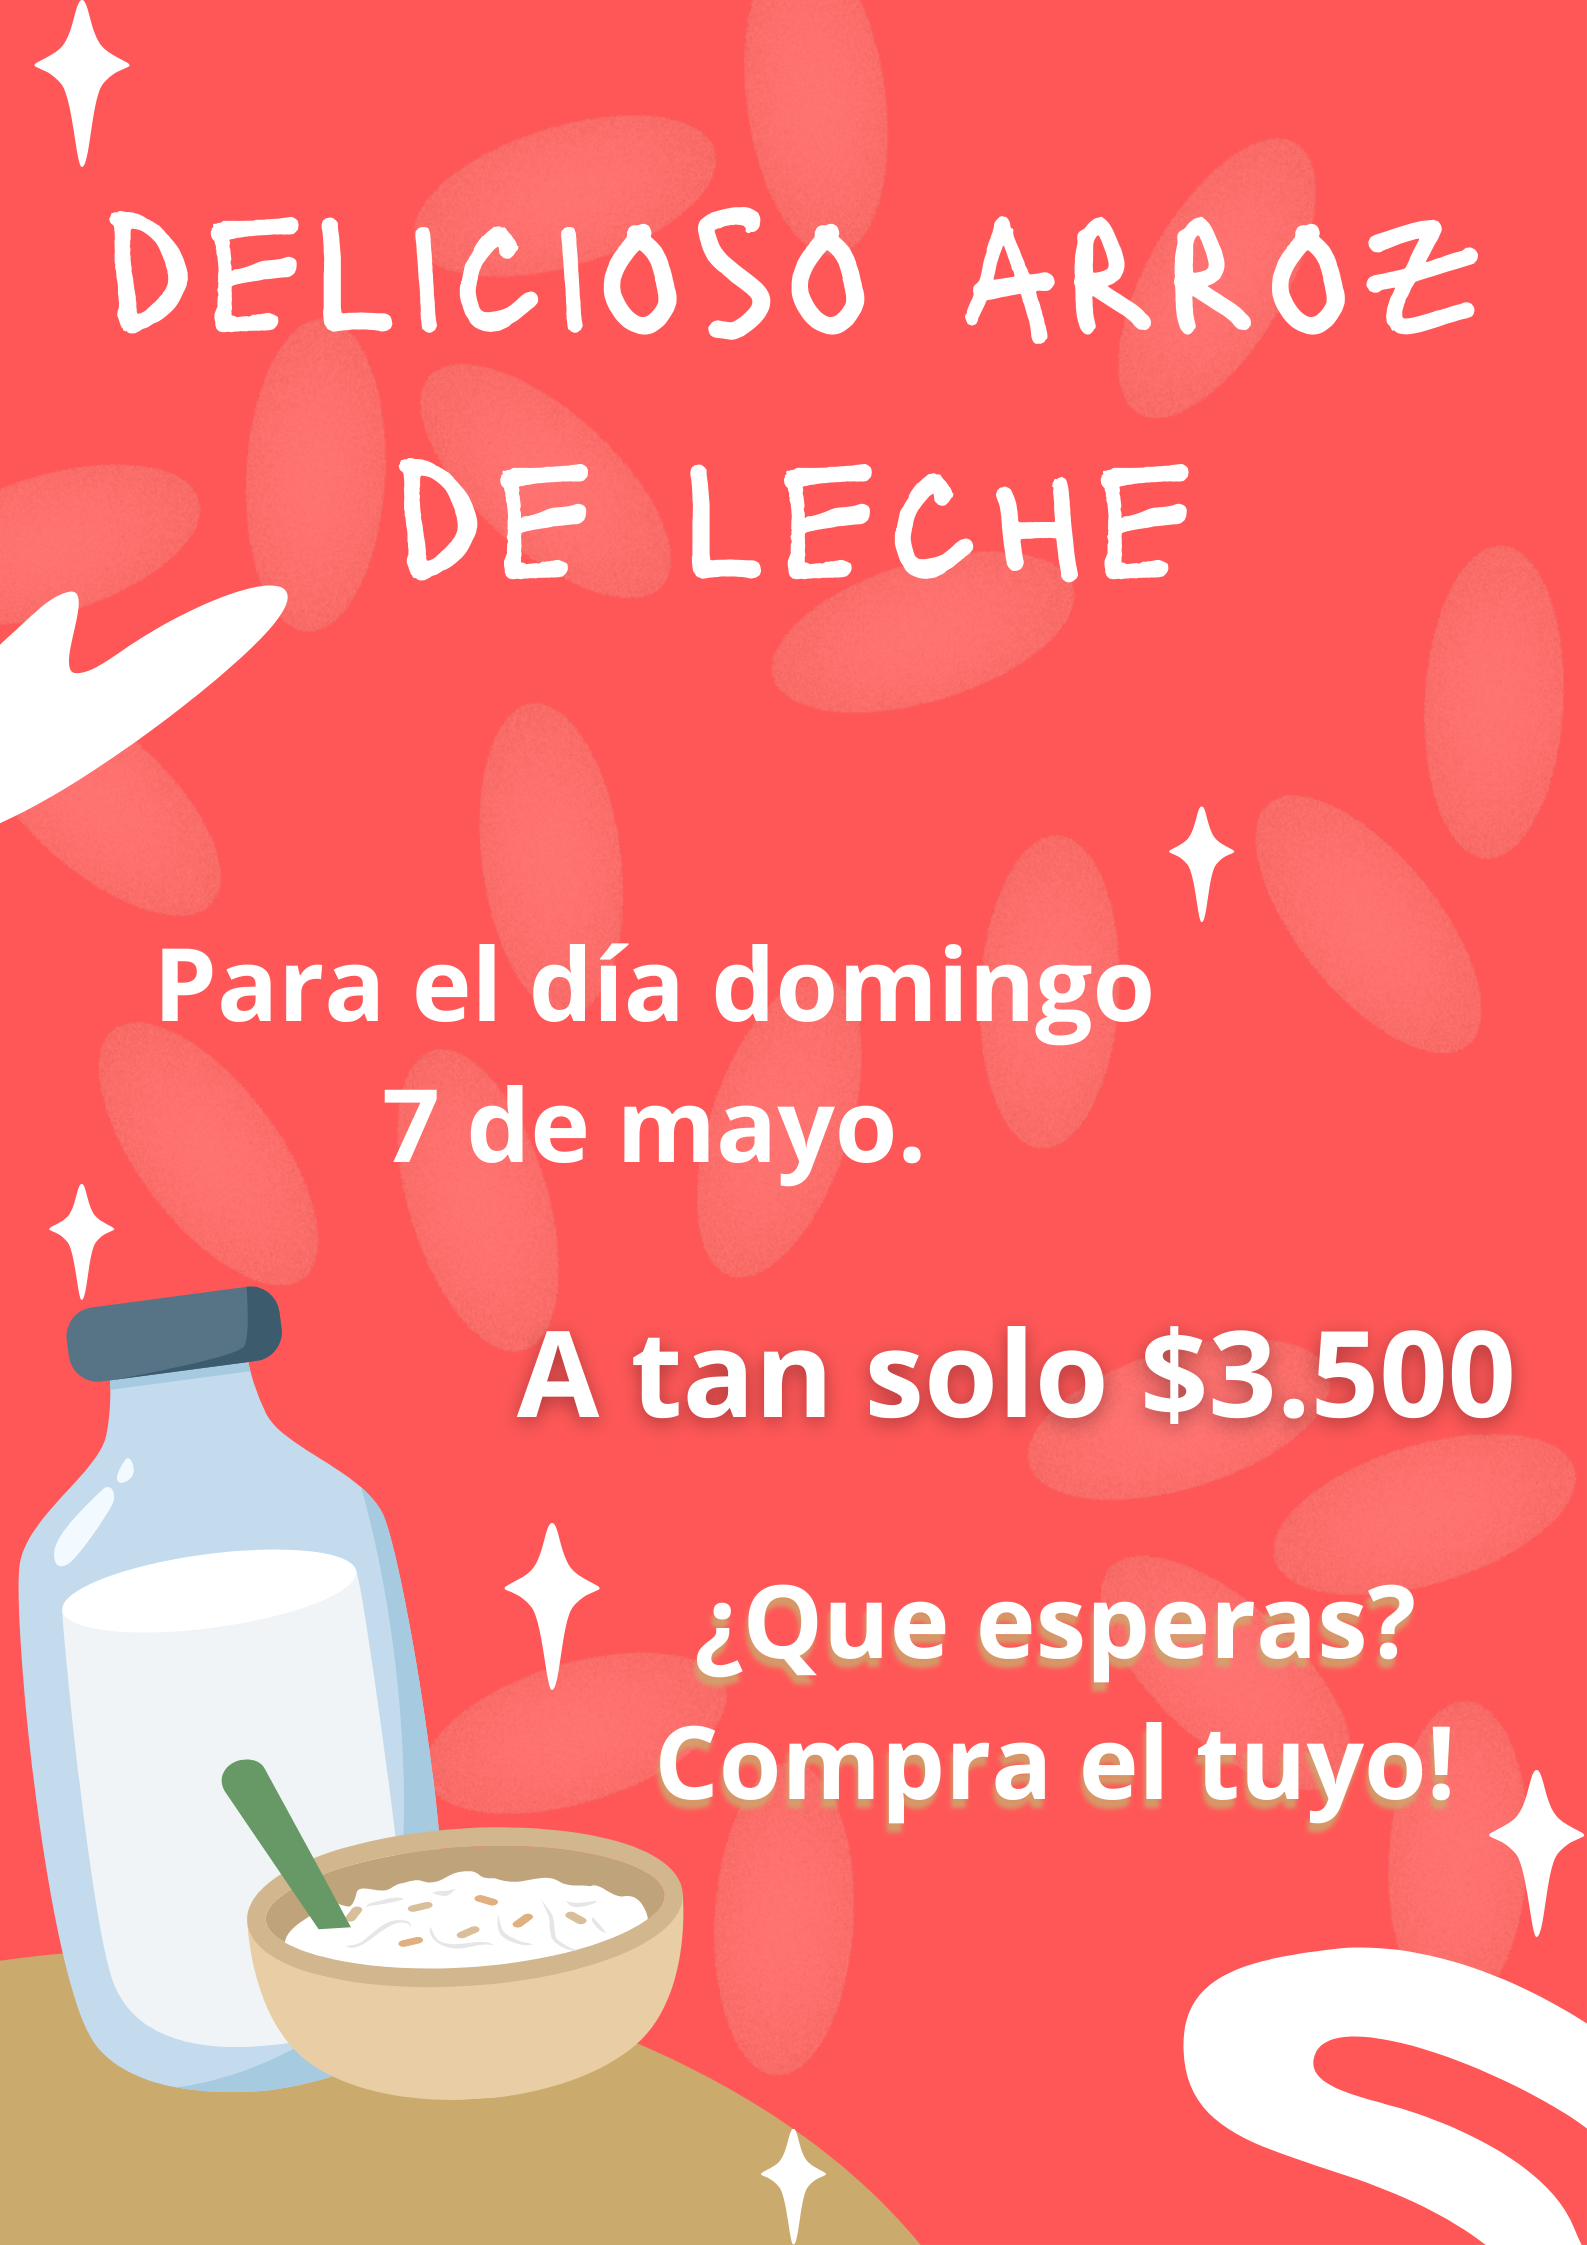 DELICIOSO ARROZ
DE LECHE
Para el día domingo
7 de mayo.
A tan solo $3.500
¿Que esperas?
Compra el tuyo!